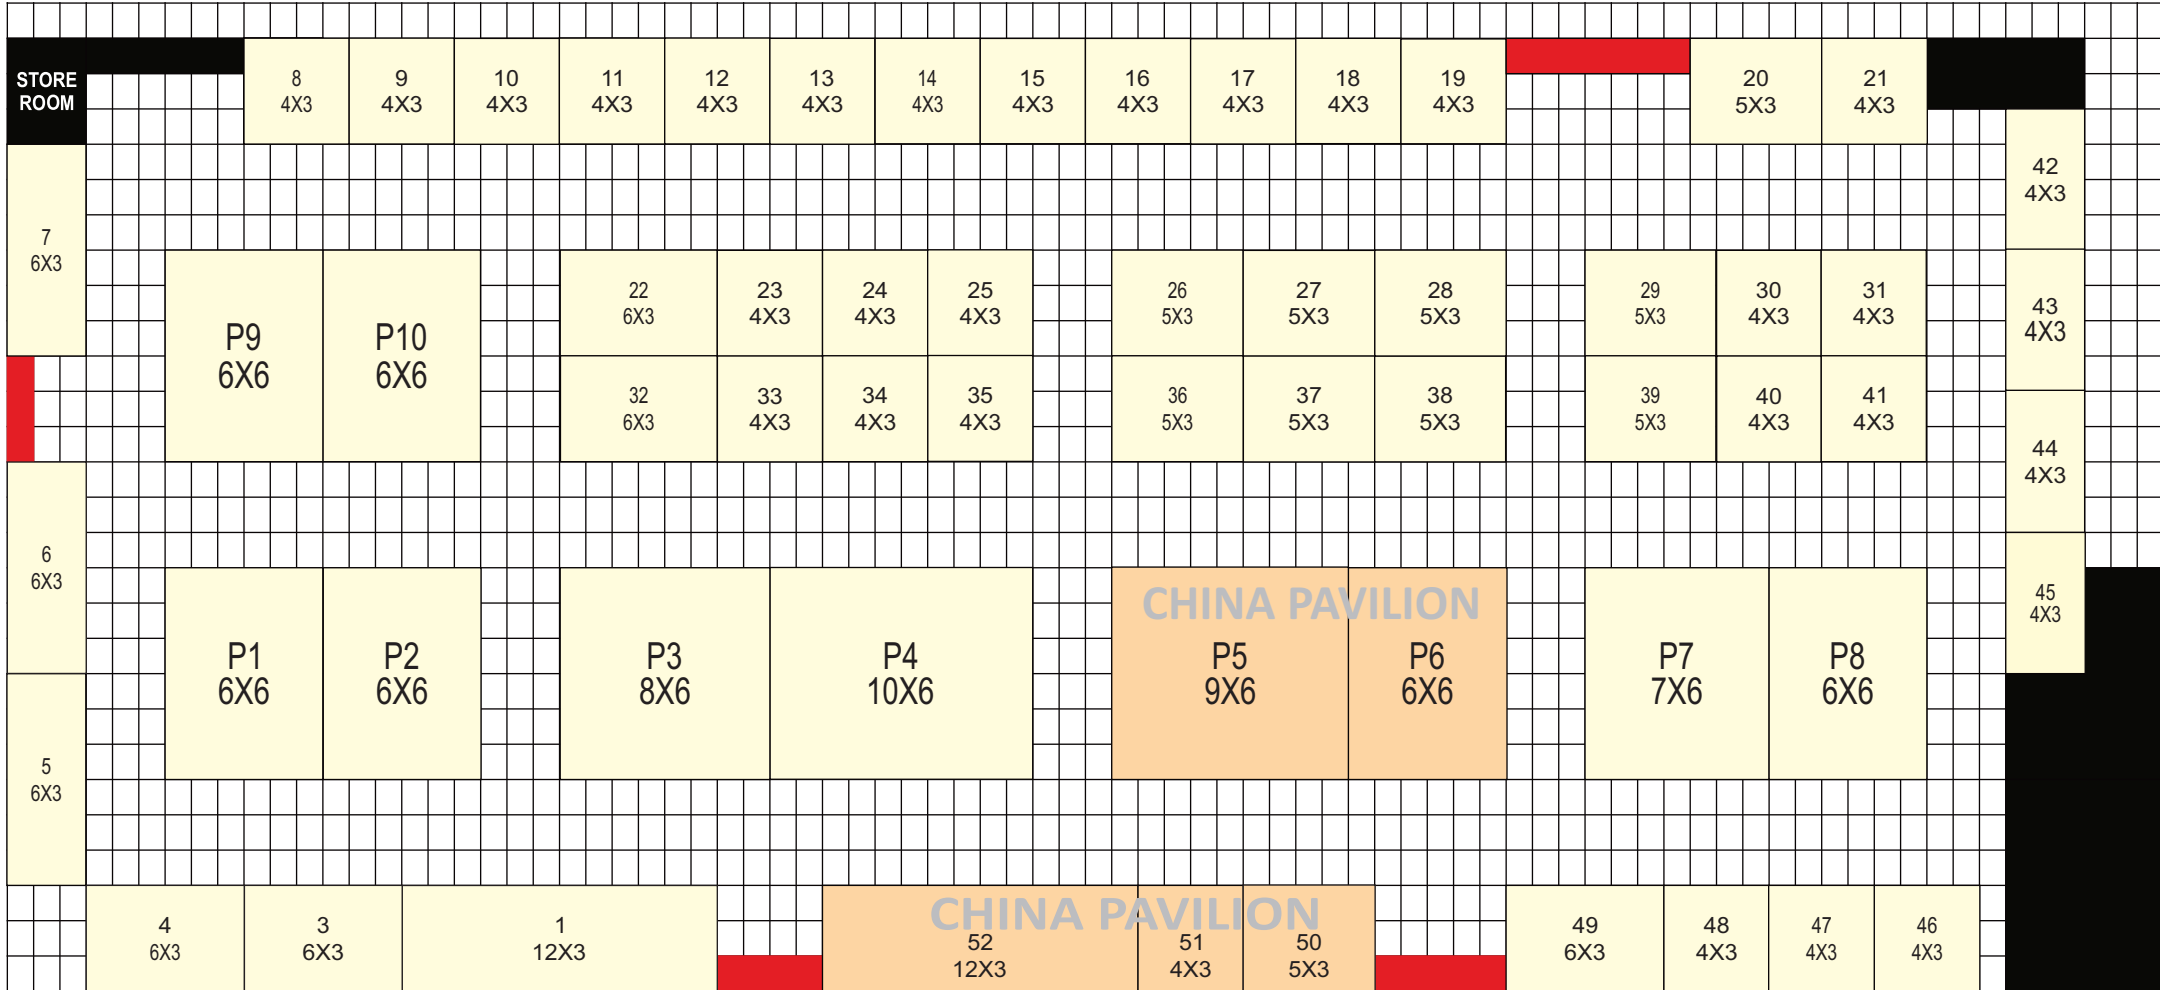 STORE
ROOM
8
4X3
9
4X3
10
4X3
11
4X3
12
4X3
13
4X3
14
4X3
15
4X3
16
4X3
17
4X3
18
4X3
19
4X3
20
5X3
21
4X3
42
4X3
7
6X3
P9
6X6
P10
6X6
22
6X3
23
4X3
24
4X3
25
4X3
26
5X3
27
5X3
28
5X3
29
5X3
30
4X3
31
4X3
43
4X3
32
6X3
33
4X3
34
4X3
35
4X3
36
5X3
37
5X3
38
5X3
39
5X3
40
4X3
41
4X3
44
4X3
6
6X3
CHINA PAVILION
45
4X3
P1
6X6
P2
6X6
P3
8X6
P4
10X6
P5
9X6
P6
6X6
P7
7X6
P8
6X6
5
6X3
4
6X3
3
6X3
1
12X3
CHINA PAVILION
52
12X3
51
4X3
50
5X3
49
6X3
48
4X3
47
4X3
46
4X3